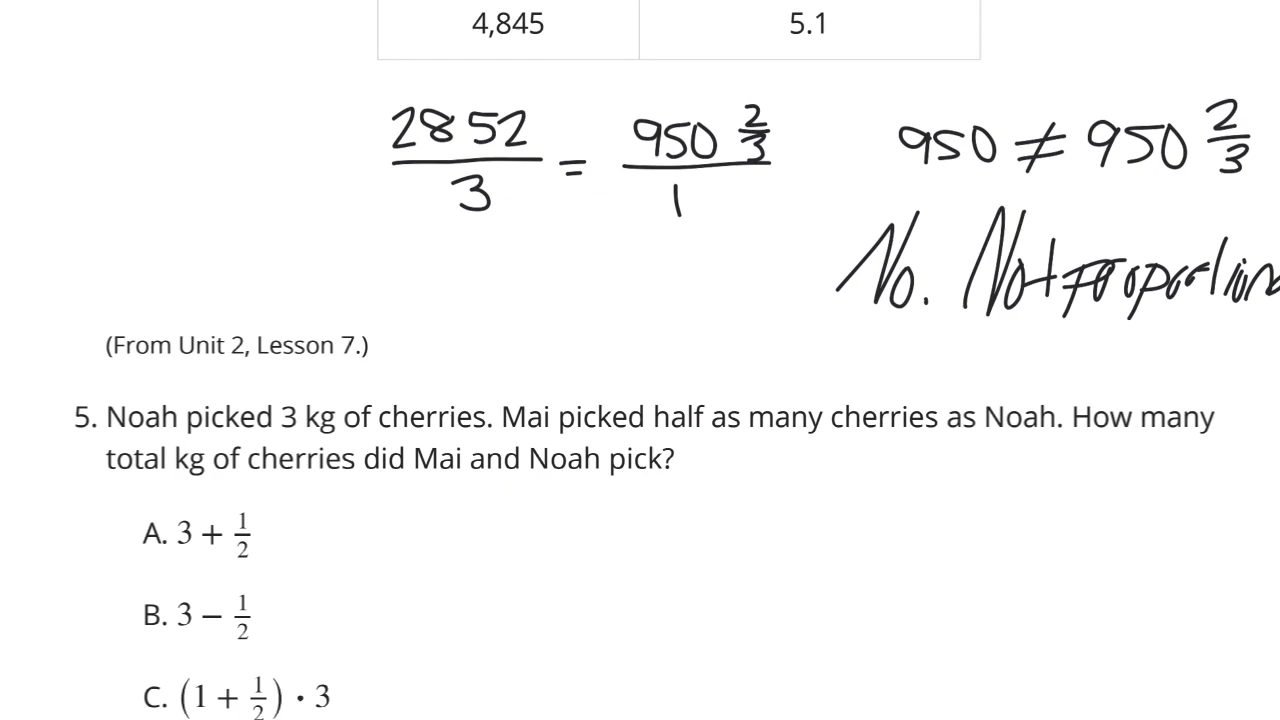 4,845 5.1
2852/3 = 950 2/3 / 1 950 ≠ 950 2/3
No. Not proportion
(From Unit 2, Lesson 7.)
5. Noah picked 3 kg of cherries. Mai picked half as many cherries as Noah. How many
total kg of cherries did Mai and Noah pick?
A. 3 + 1/2
B. 3 − 1/2
C. (1 + 1/2) · 3